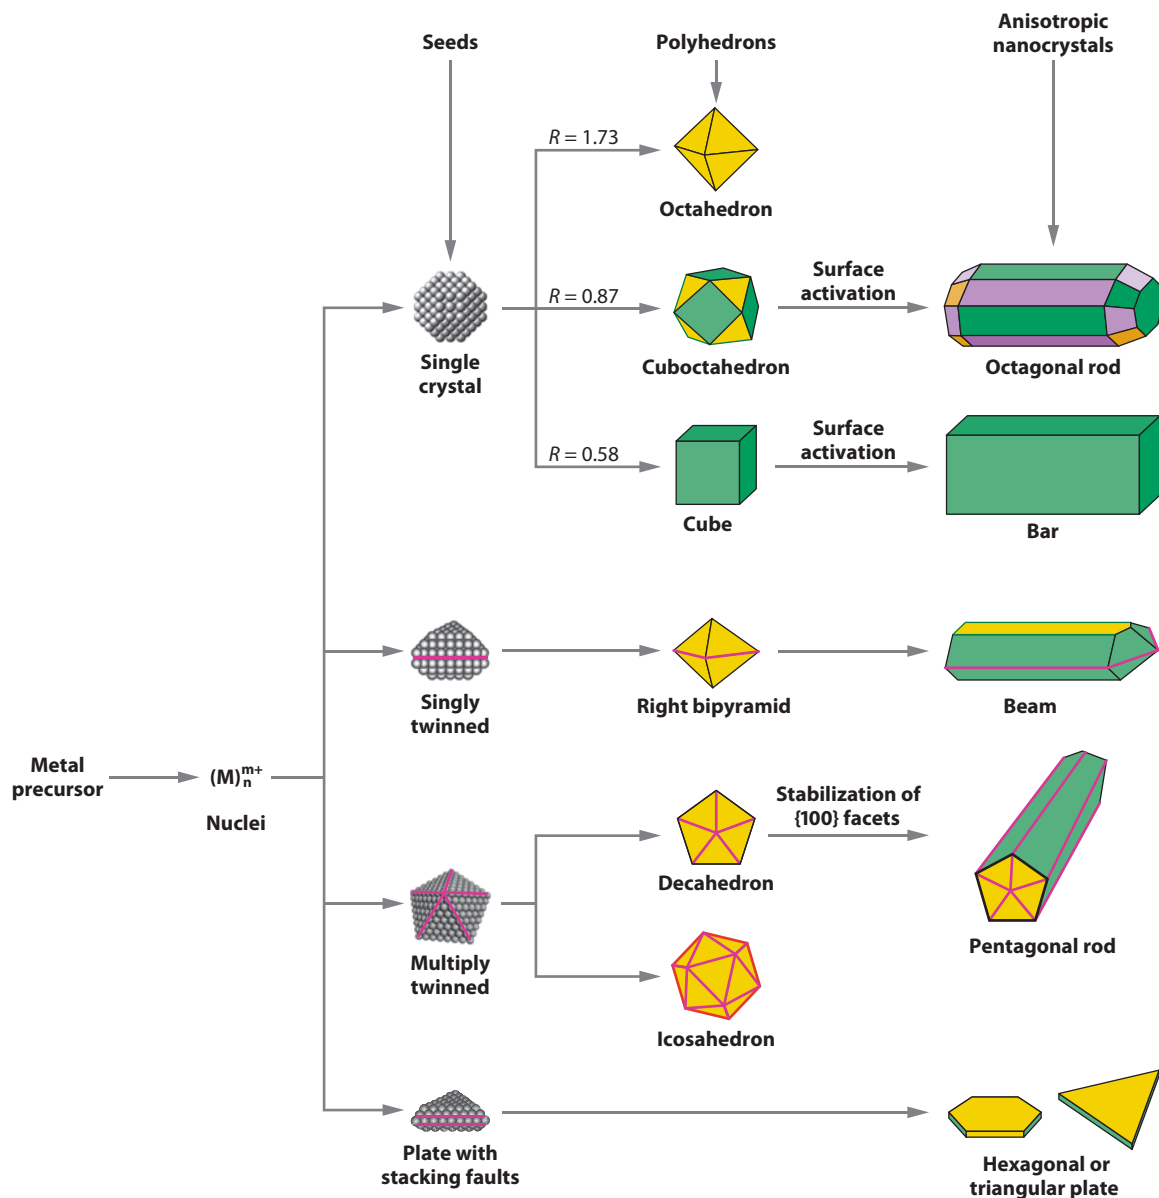 Seeds
Polyhedrons
Anisotropic
nanocrystals
R = 1.73
Octahedron
R = 0.87
Surface
activation
Single
crystal
Cuboctahedron
Octagonal rod
R = 0.58
Surface
activation
Cube
Bar
Singly
twinned
Right bipyramid
Beam
Metal
precursor
(M)ₙᵐ⁺
Nuclei
Stabilization of
{100} facets
Decahedron
Pentagonal rod
Multiply
twinned
Icosahedron
Plate with
stacking faults
Hexagonal or
triangular plate